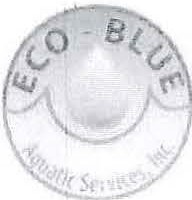 ECO - BLUE
Aquatic Services, Inc.